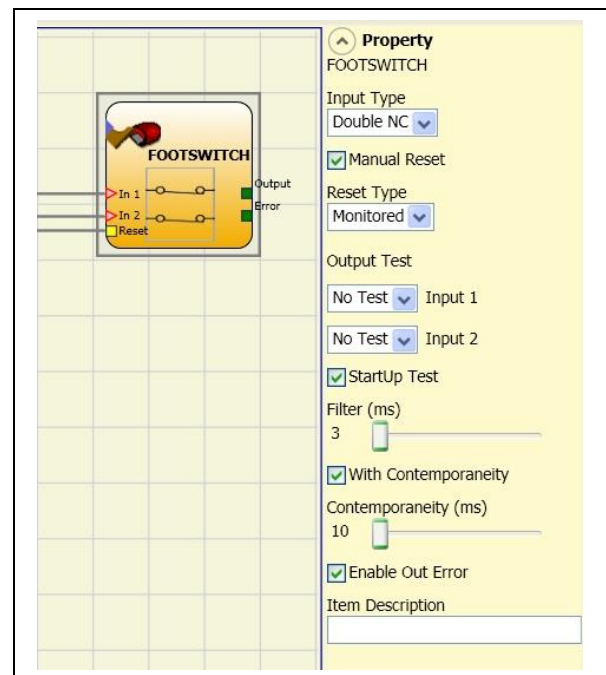 FOOTSWITCH
In 1
In 2
Reset
Output
Error
Property
FOOTSWITCH
Input Type
Double NC
Manual Reset
Reset Type
Monitored
Output Test
No Test Input 1
No Test Input 2
StartUp Test
Filter (ms)
3
With Contemporaneity
Contemporaneity (ms)
10
Enable Out Error
Item Description